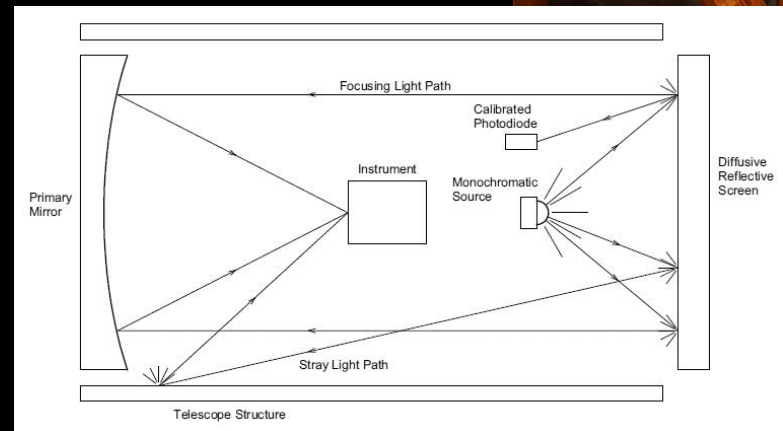 Focusing Light Path
Calibrated
Photodiode
Instrument
Monochromatic
Source
Diffusive
Reflective
Screen
Primary
Mirror
Stray Light Path
Telescope Structure